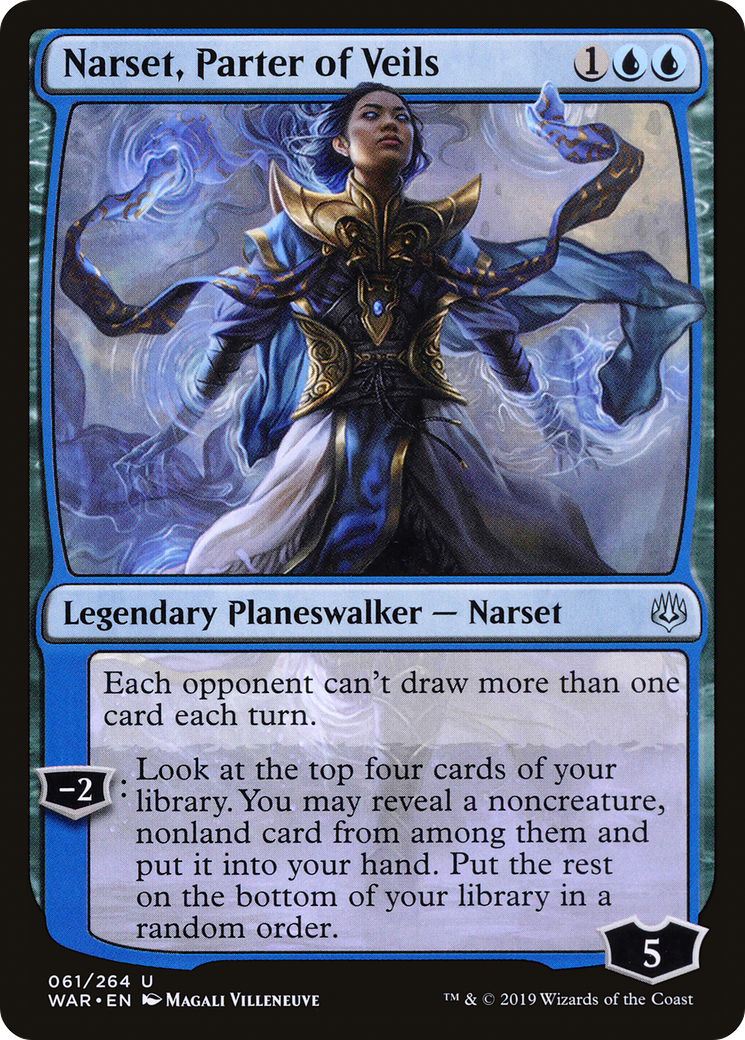 Narset, Parter of Veils 1
Legendary Planeswalker — Narset
Each opponent can't draw more than one
card each turn.
−2: Look at the top four cards of your
library. You may reveal a noncreature,
nonland card from among them and
put it into your hand. Put the rest
on the bottom of your library in a
random order.
5
061/264 U
WAR • EN Magali Villeneuve
™ & © 2019 Wizards of the Coast